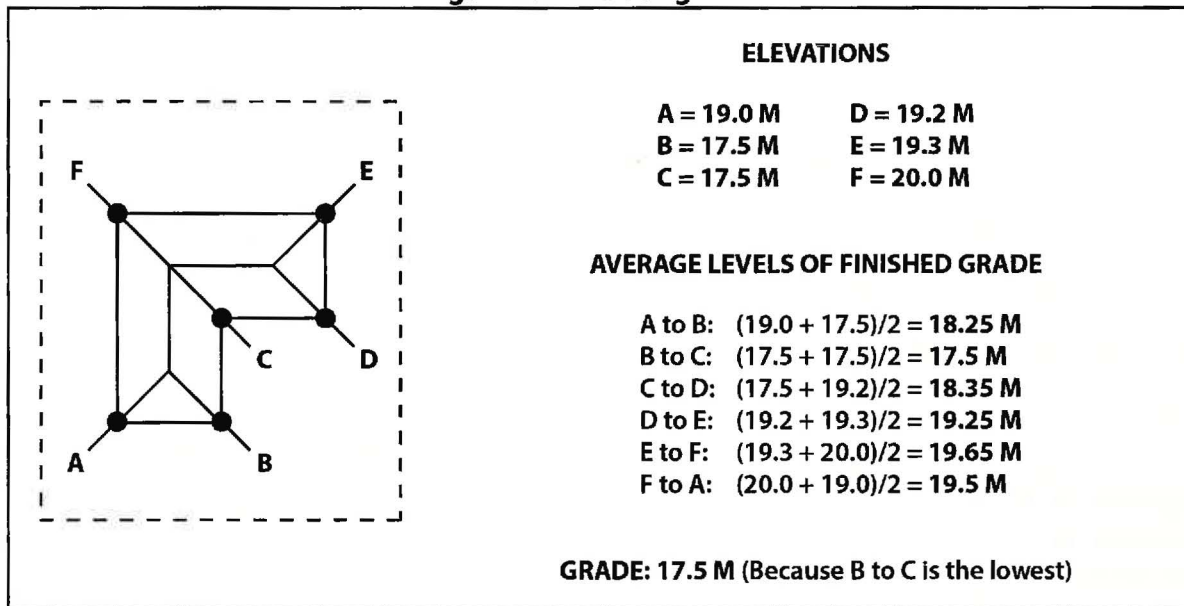 ELEVATIONS
A = 19.0 M D = 19.2 M
B = 17.5 M E = 19.3 M
C = 17.5 M F = 20.0 M
F
E
C
D
A
B
AVERAGE LEVELS OF FINISHED GRADE
A to B: (19.0 + 17.5)/2 = 18.25 M
B to C: (17.5 + 17.5)/2 = 17.5 M
C to D: (17.5 + 19.2)/2 = 18.35 M
D to E: (19.2 + 19.3)/2 = 19.25 M
E to F: (19.3 + 20.0)/2 = 19.65 M
F to A: (20.0 + 19.0)/2 = 19.5 M
GRADE: 17.5 M (Because B to C is the lowest)